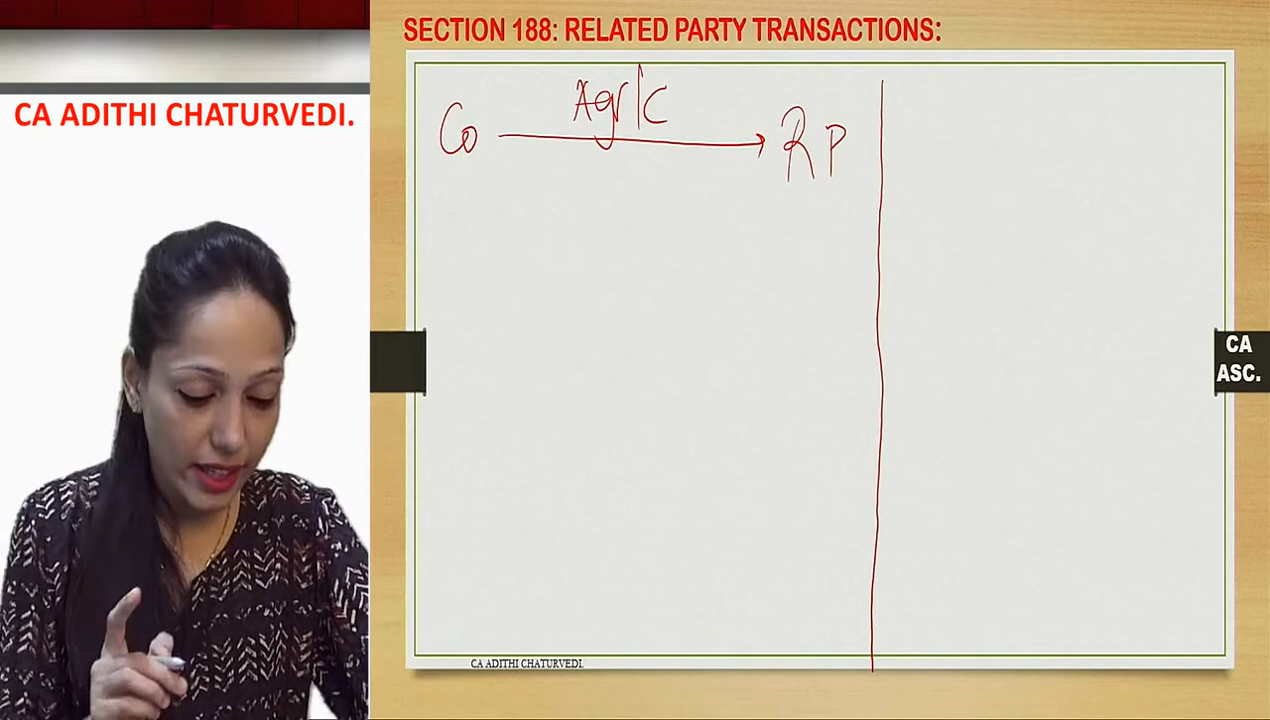 SECTION 188: RELATED PARTY TRANSACTIONS:
CA ADITHI CHATURVEDI.
Agr/C
Co
RP
CA
ASC.
CA ADITHI CHATURVEDI.